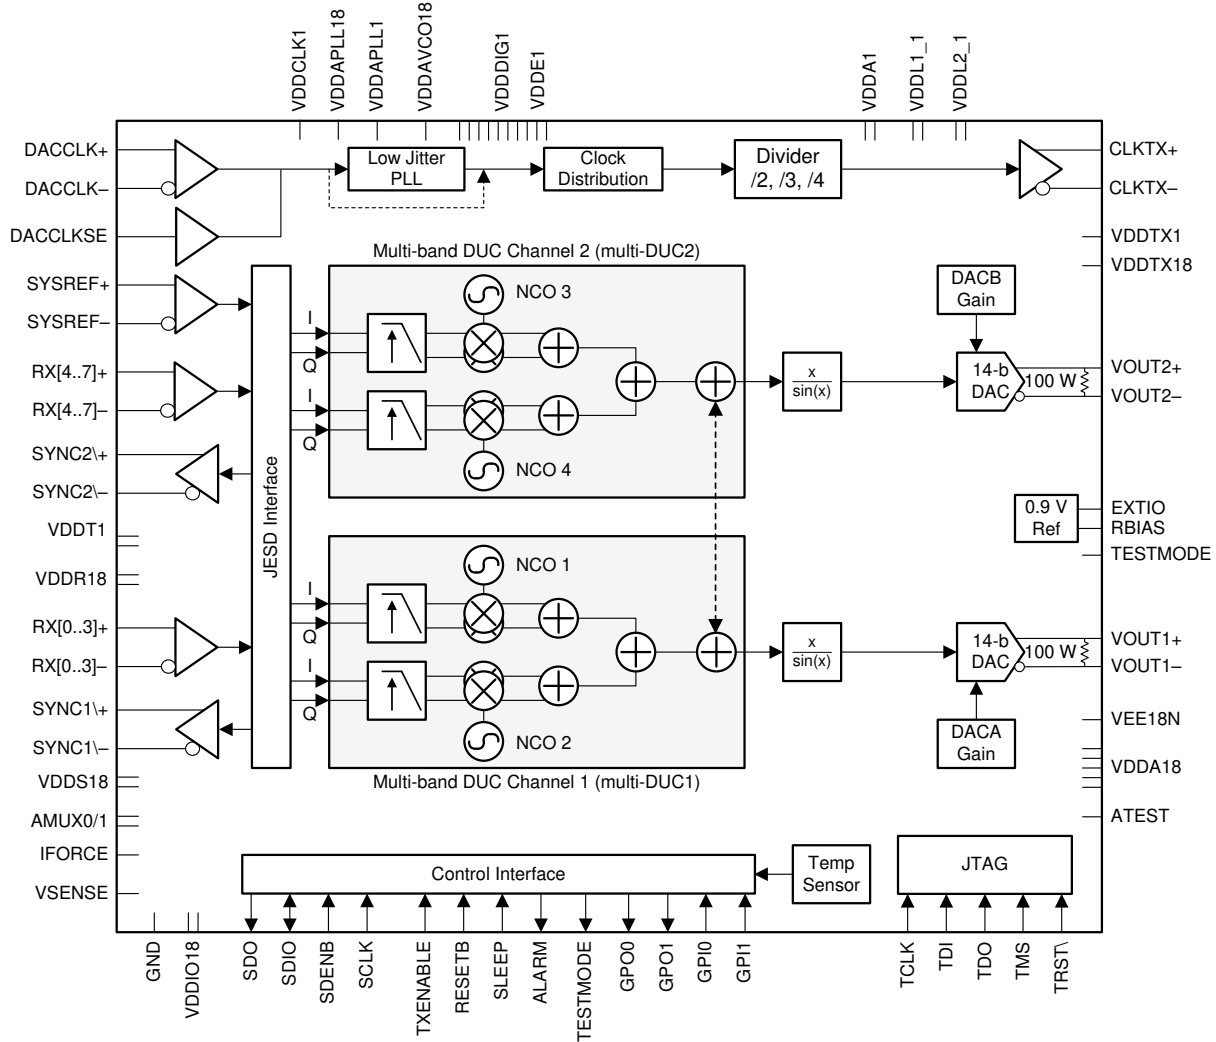 VDDCLK1
VDDAPLL18
VDDAPLL1
VDDAVCO18
VDDDIG1
VDDE1
VDDA1
VDDL1_1
VDDL2_1
DACCLK+
DACCLK–
DACCLKSE
SYSREF+
SYSREF–
RX[4..7]+
RX[4..7]–
SYNC2\+
SYNC2\–
VDDT1
VDDR18
RX[0..3]+
RX[0..3]–
SYNC1\+
SYNC1\–
VDDS18
AMUX0/1
IFORCE
VSENSE
Low Jitter
PLL
Clock
Distribution
Divider
/2, /3, /4
CLKTX+
CLKTX–
VDDTX1
VDDTX18
JESD Interface
Multi-band DUC Channel 2 (multi-DUC2)
I
Q
NCO 3
I
Q
NCO 4
x
sin(x)
DACB
Gain
14-b
DAC
100 W
VOUT2+
VOUT2–
0.9 V
Ref
EXTIO
RBIAS
TESTMODE
I
Q
NCO 1
I
Q
NCO 2
Multi-band DUC Channel 1 (multi-DUC1)
x
sin(x)
14-b
DAC
100 W
DACA
Gain
VOUT1+
VOUT1–
VEE18N
VDDA18
ATEST
Control Interface
Temp
Sensor
JTAG
GND
VDDIO18
SDO
SDIO
SDENB
SCLK
TXENABLE
RESETB
SLEEP
ALARM
TESTMODE
GPO0
GPO1
GPI0
GPI1
TCLK
TDI
TDO
TMS
TRST\